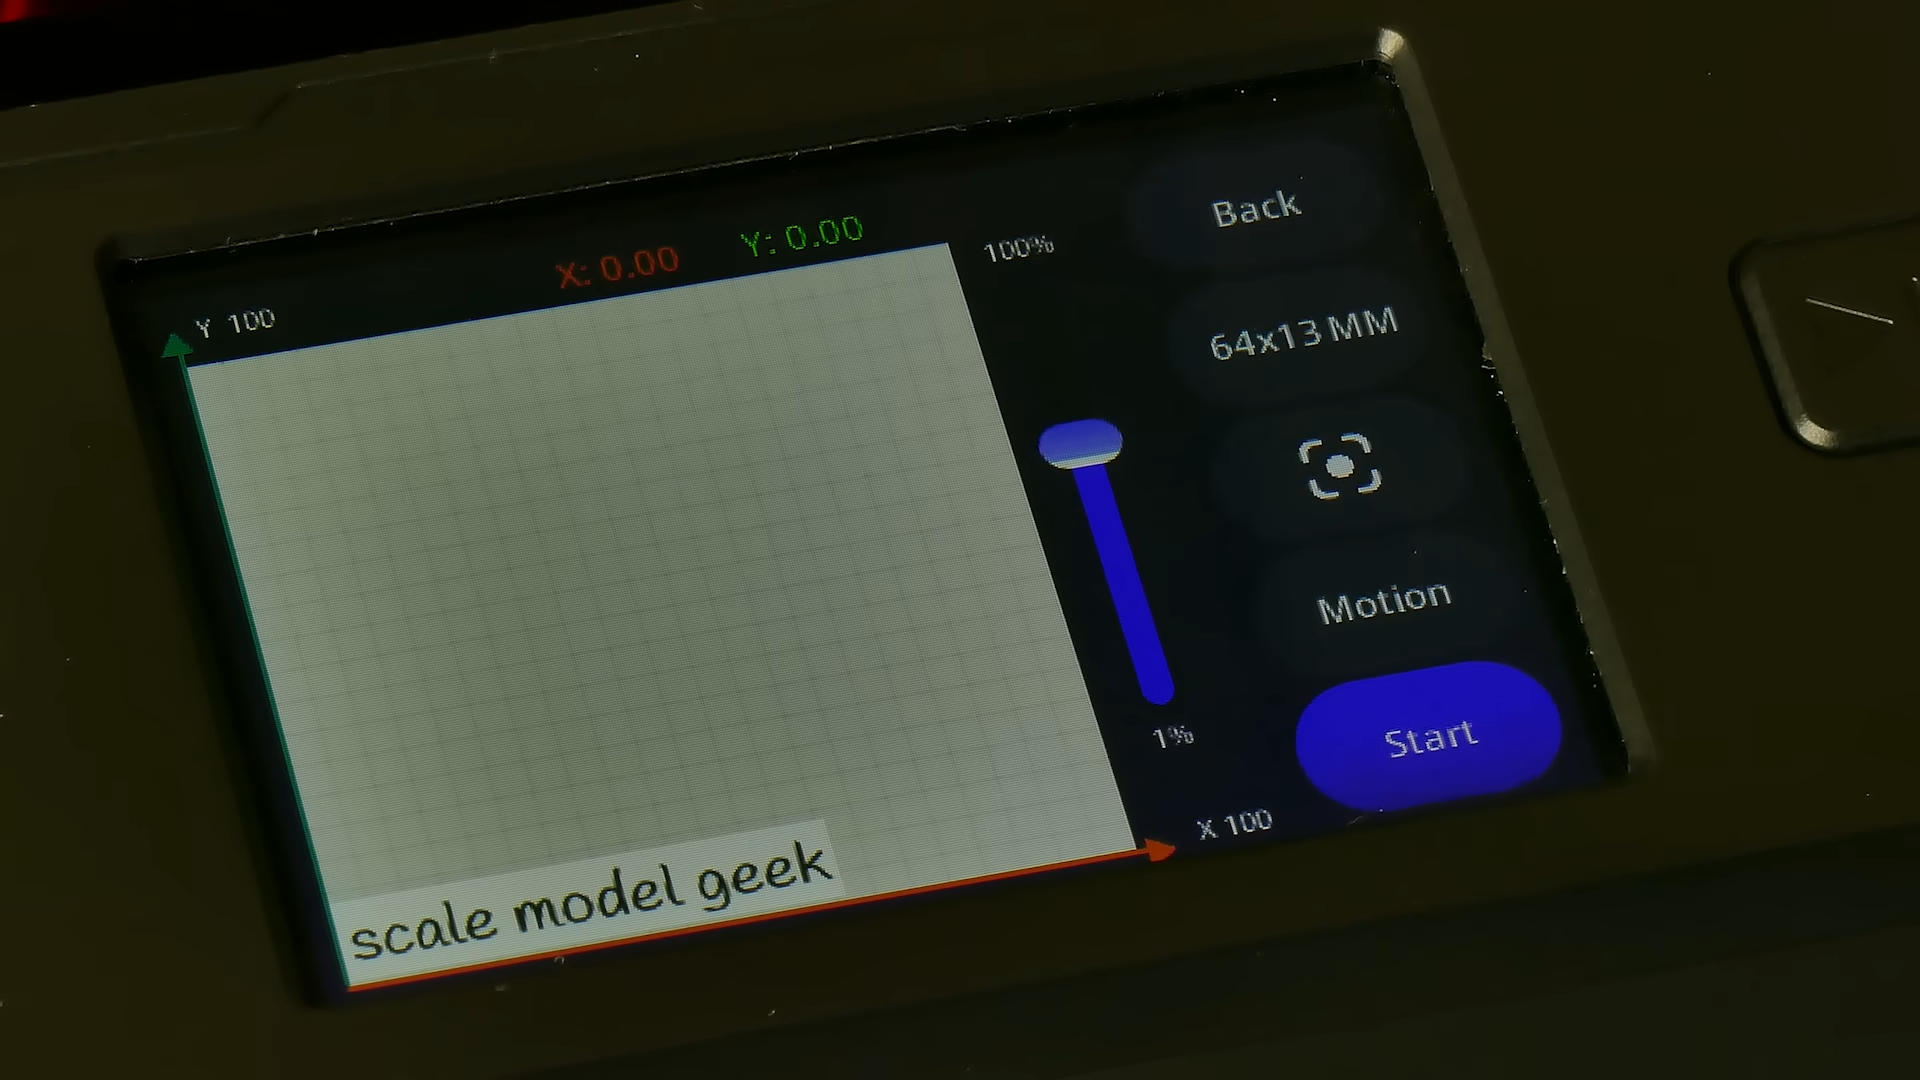 X: 0.00 Y: 0.00
Y 100
100%
Back
64x13 MM
Motion
1%
Start
X 100
scale model geek